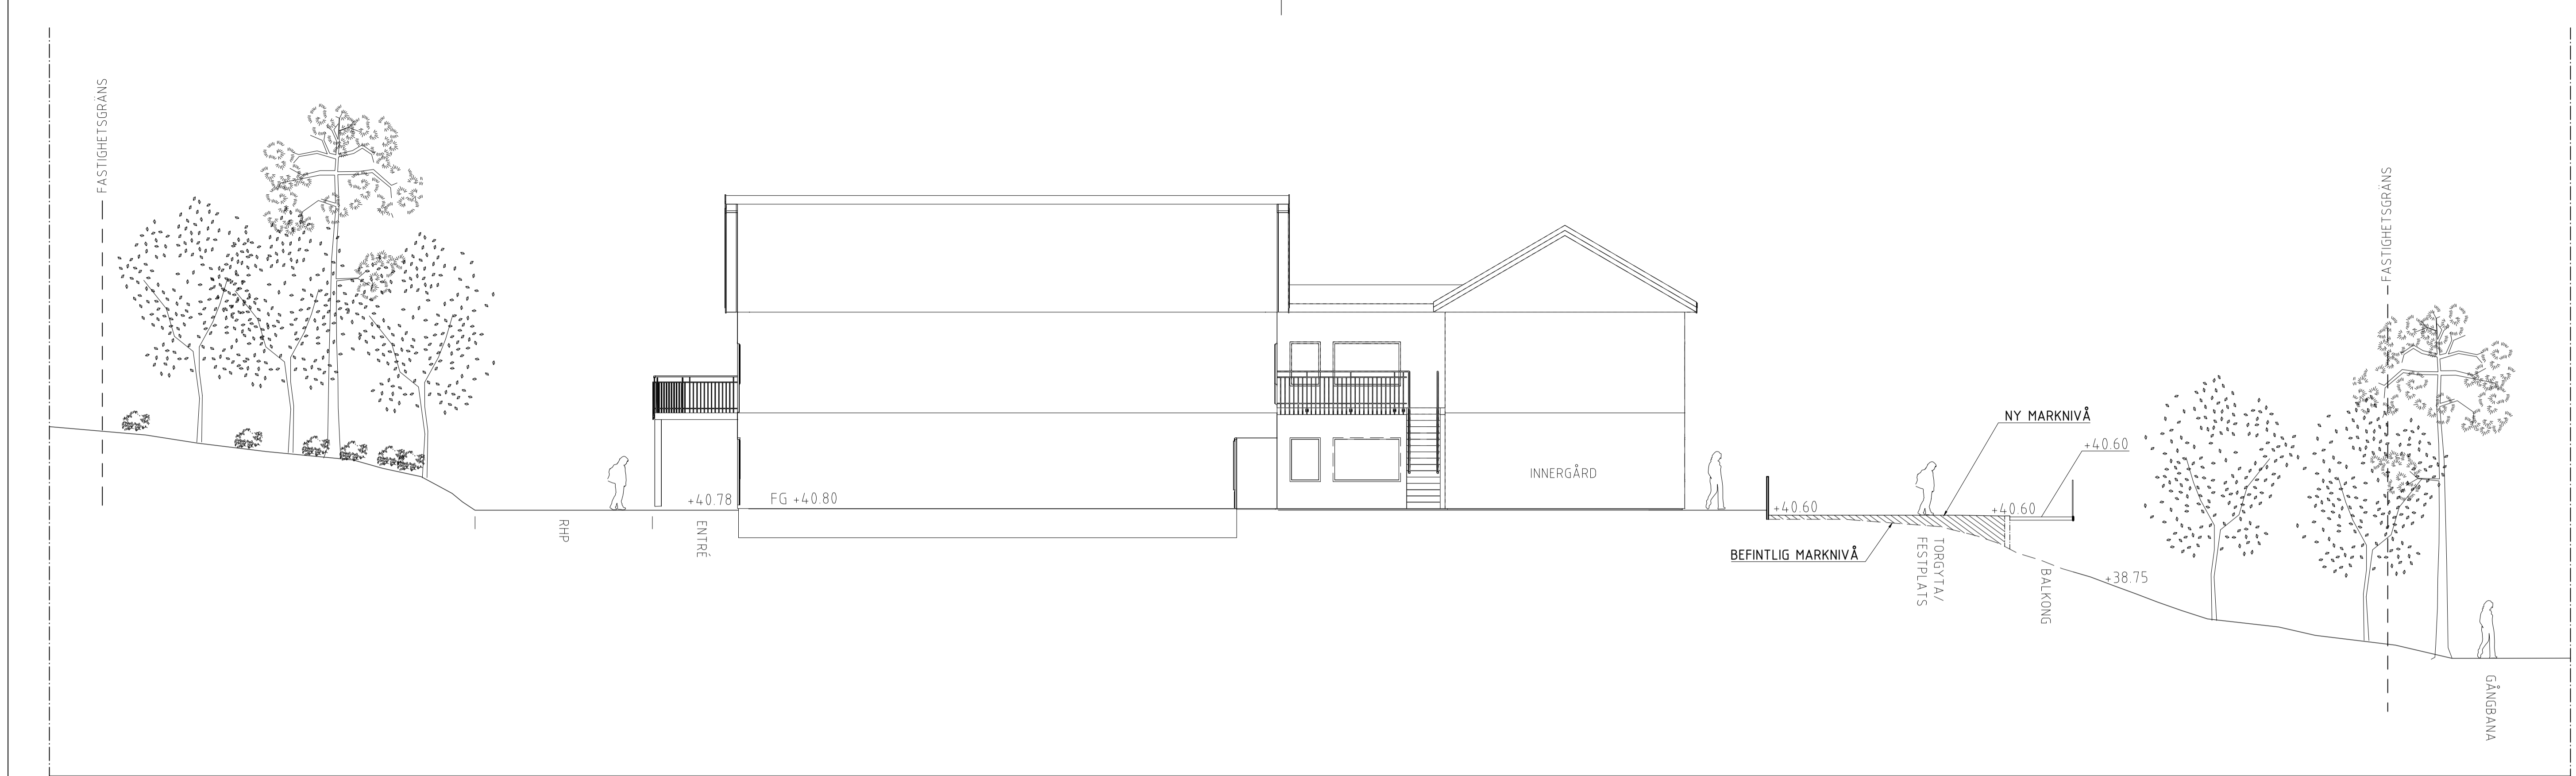 FASTIGHETSGRÄNS
FASTIGHETSGRÄNS
NY MARKNIVÅ
+40.60
INNERGÅRD
+40.78
FG +40.80
+40.60
+40.60
RHP
ENTRÉ
BEFINTLIG MARKNIVÅ
TORGYTA/
FESTPLATS
/BALKONG
+38.75
GÅNGBANA